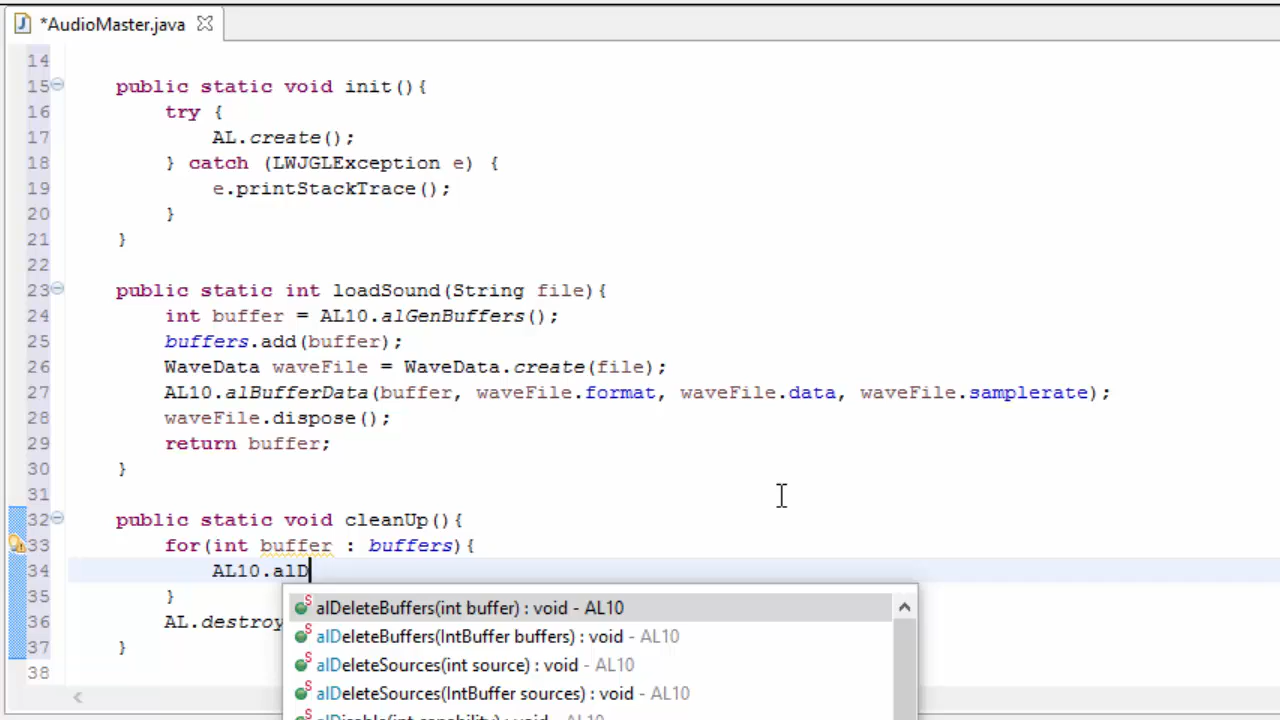 *AudioMaster.java
14
15 public static void init(){
16 try {
17 AL.create();
18 } catch (LWJGLException e) {
19 e.printStackTrace();
20 }
21 }
22
23 public static int loadSound(String file){
24 int buffer = AL10.alGenBuffers();
25 buffers.add(buffer);
26 WaveData waveFile = WaveData.create(file);
27 AL10.alBufferData(buffer, waveFile.format, waveFile.data, waveFile.samplerate);
28 waveFile.dispose();
29 return buffer;
30 }
31
32 public static void cleanUp(){
33 for(int buffer : buffers){
34 AL10.alD
35 }
36 AL.destroy
37 }
38
alDeleteBuffers(int buffer) : void - AL10
alDeleteBuffers(IntBuffer buffers) : void - AL10
alDeleteSources(int source) : void - AL10
alDeleteSources(IntBuffer sources) : void - AL10
alDisable(int capability) : void - AL10